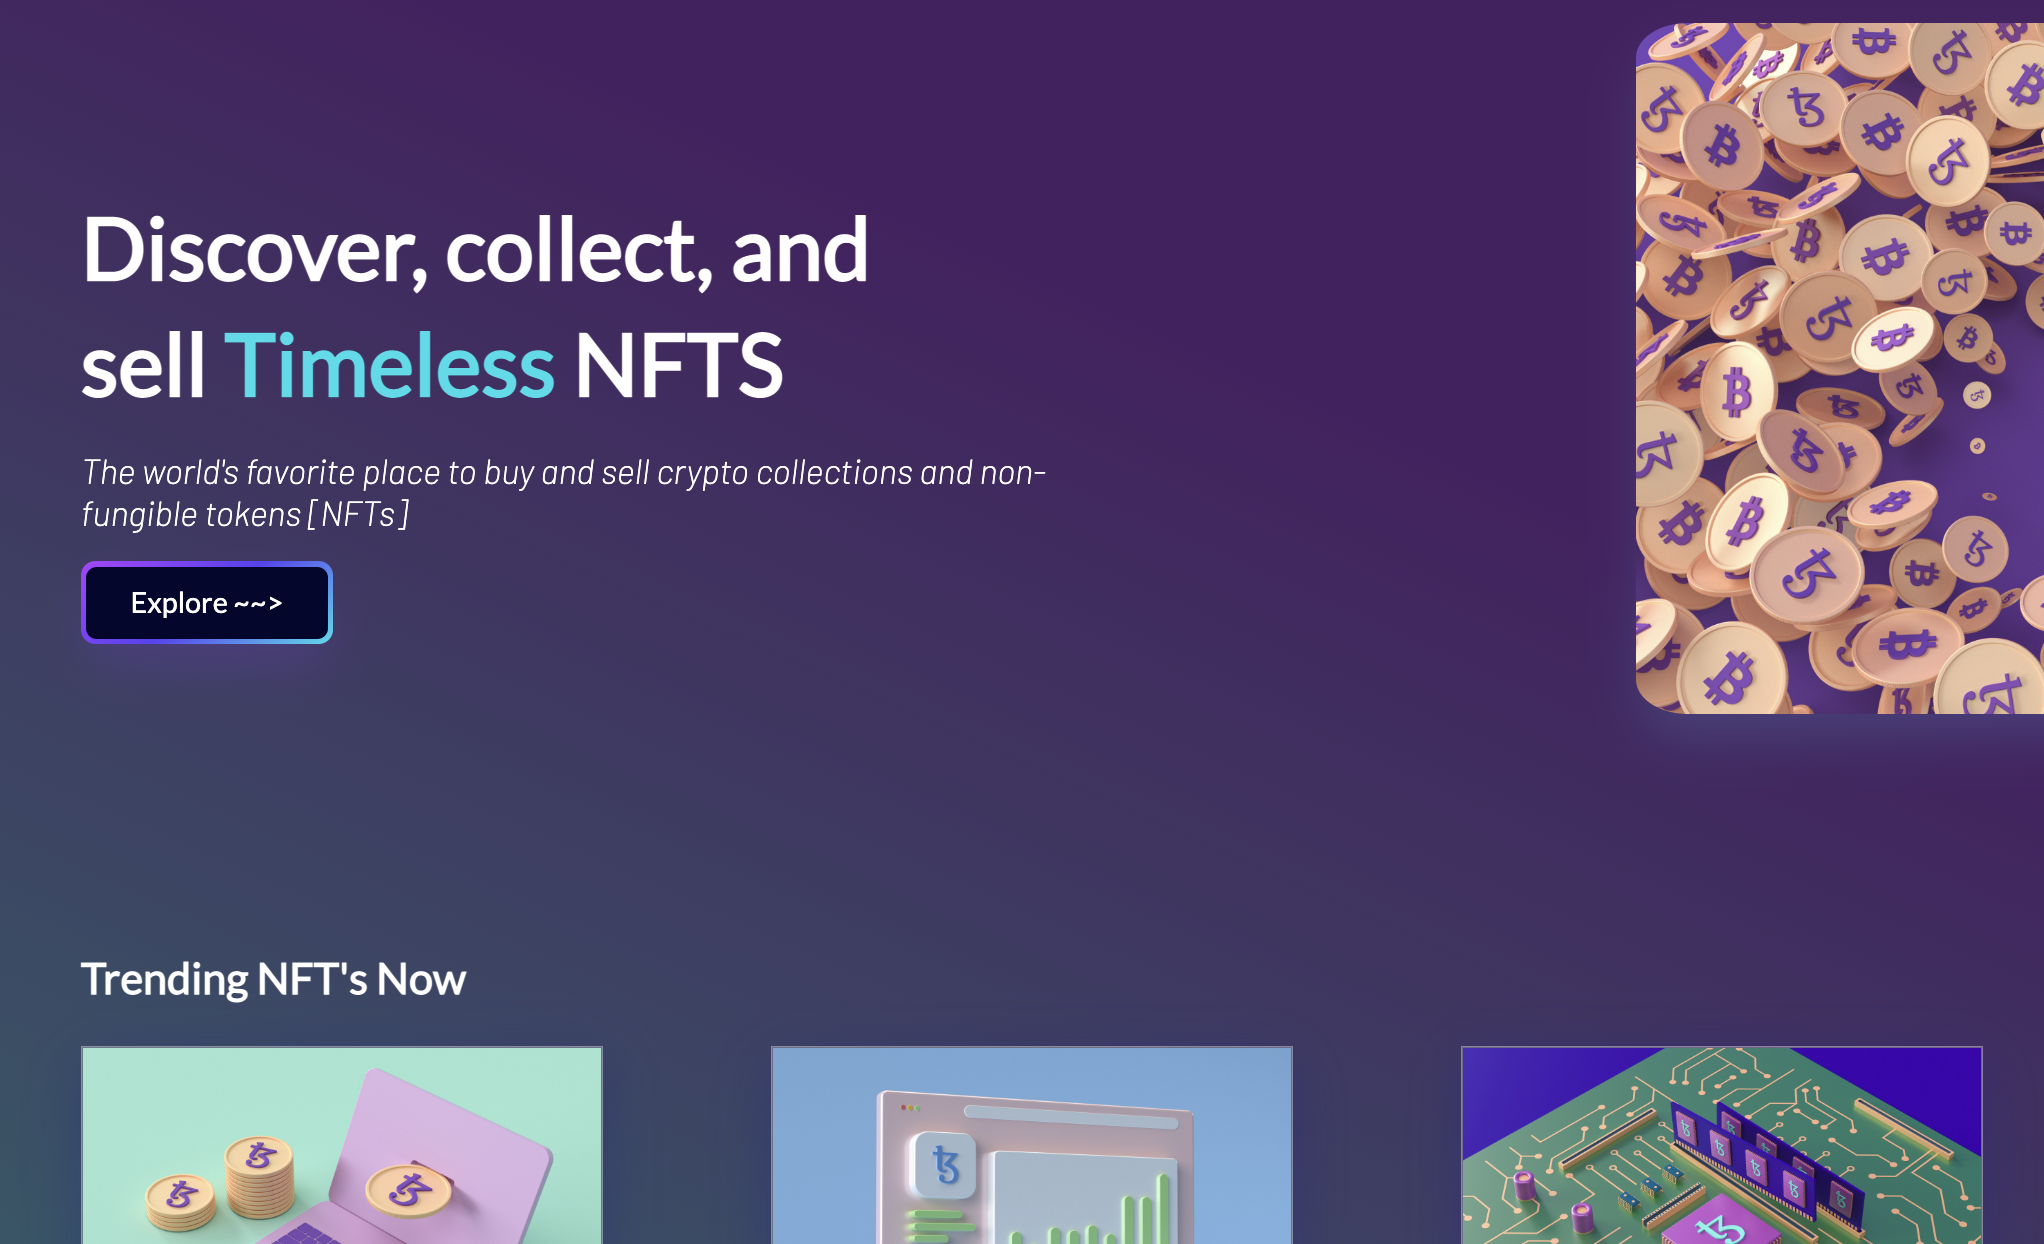 Discover, collect, and
sell Timeless NFTS
The world's favorite place to buy and sell crypto collections and non-
fungible tokens [NFTs]
Explore ~~>
Trending NFT's Now